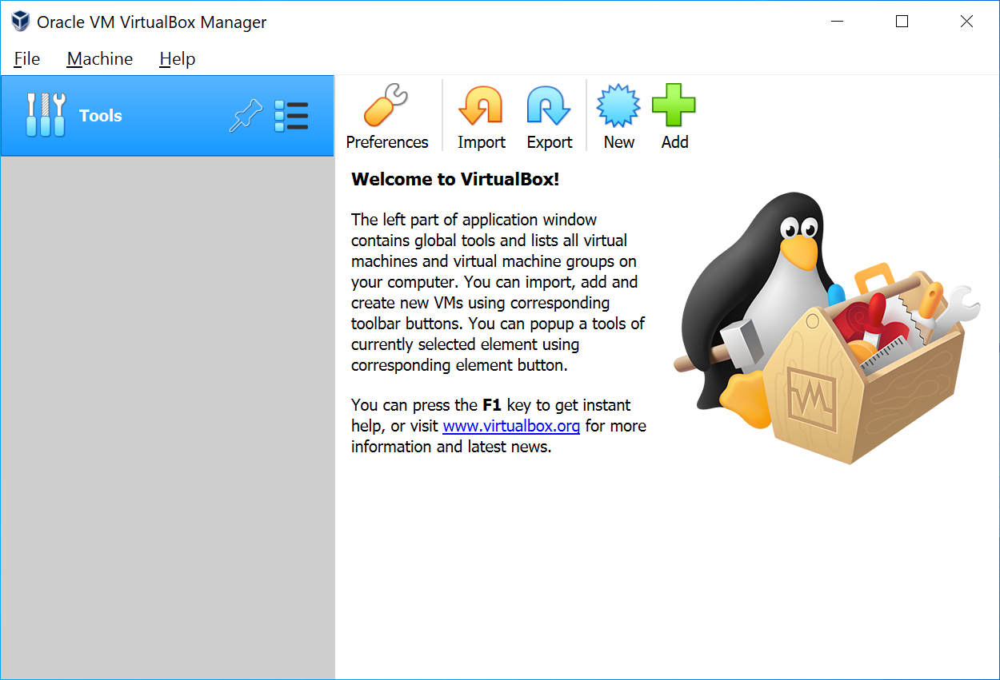 Oracle VM VirtualBox Manager
File Machine Help
Tools
Preferences Import Export New Add
Welcome to VirtualBox!
The left part of application window
contains global tools and lists all virtual
machines and virtual machine groups on
your computer. You can import, add and
create new VMs using corresponding
toolbar buttons. You can popup a tools of
currently selected element using
corresponding element button.
You can press the F1 key to get instant
help, or visit www.virtualbox.org for more
information and latest news.